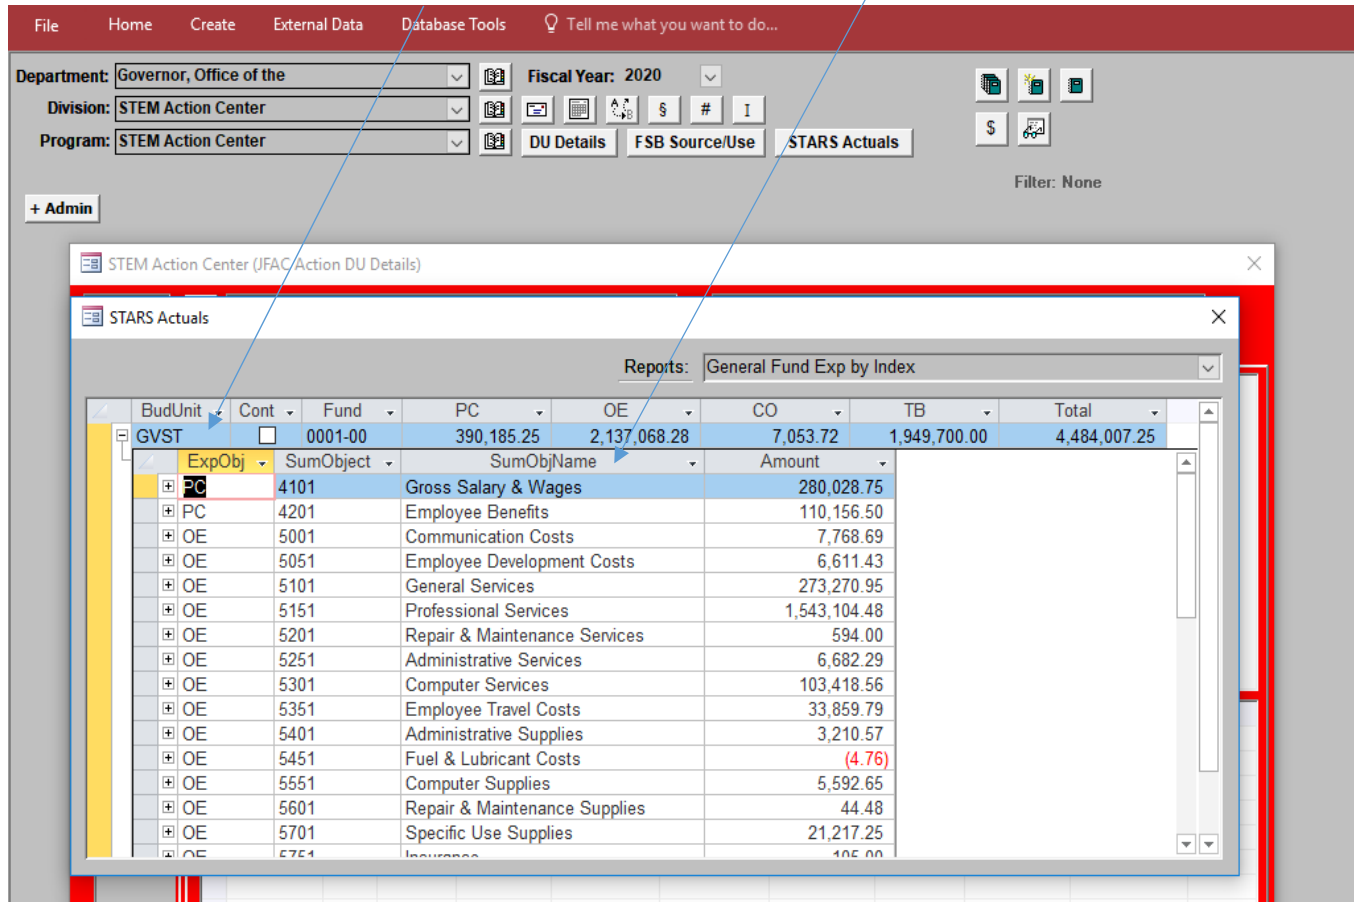 File Home Create External Data Database Tools Tell me what you want to do...
Department: Governor, Office of the Fiscal Year: 2020
Division: STEM Action Center § # I
Program: STEM Action Center DU Details FSB Source/Use STARS Actuals
$
Filter: None
+ Admin
STEM Action Center (JFAC Action DU Details)
STARS Actuals
Reports: General Fund Exp by Index
BudUnit Cont Fund PC OE CO TB Total
GVST 0001-00 390,185.25 2,137,068.28 7,053.72 1,949,700.00 4,484,007.25
ExpObj SumObject SumObjName Amount
PC 4101 Gross Salary & Wages 280,028.75
PC 4201 Employee Benefits 110,156.50
OE 5001 Communication Costs 7,768.69
OE 5051 Employee Development Costs 6,611.43
OE 5101 General Services 273,270.95
OE 5151 Professional Services 1,543,104.48
OE 5201 Repair & Maintenance Services 594.00
OE 5251 Administrative Services 6,682.29
OE 5301 Computer Services 103,418.56
OE 5351 Employee Travel Costs 33,859.79
OE 5401 Administrative Supplies 3,210.57
OE 5451 Fuel & Lubricant Costs (4.76)
OE 5551 Computer Supplies 5,592.65
OE 5601 Repair & Maintenance Supplies 44.48
OE 5701 Specific Use Supplies 21,217.25
OE 5751 Insurance